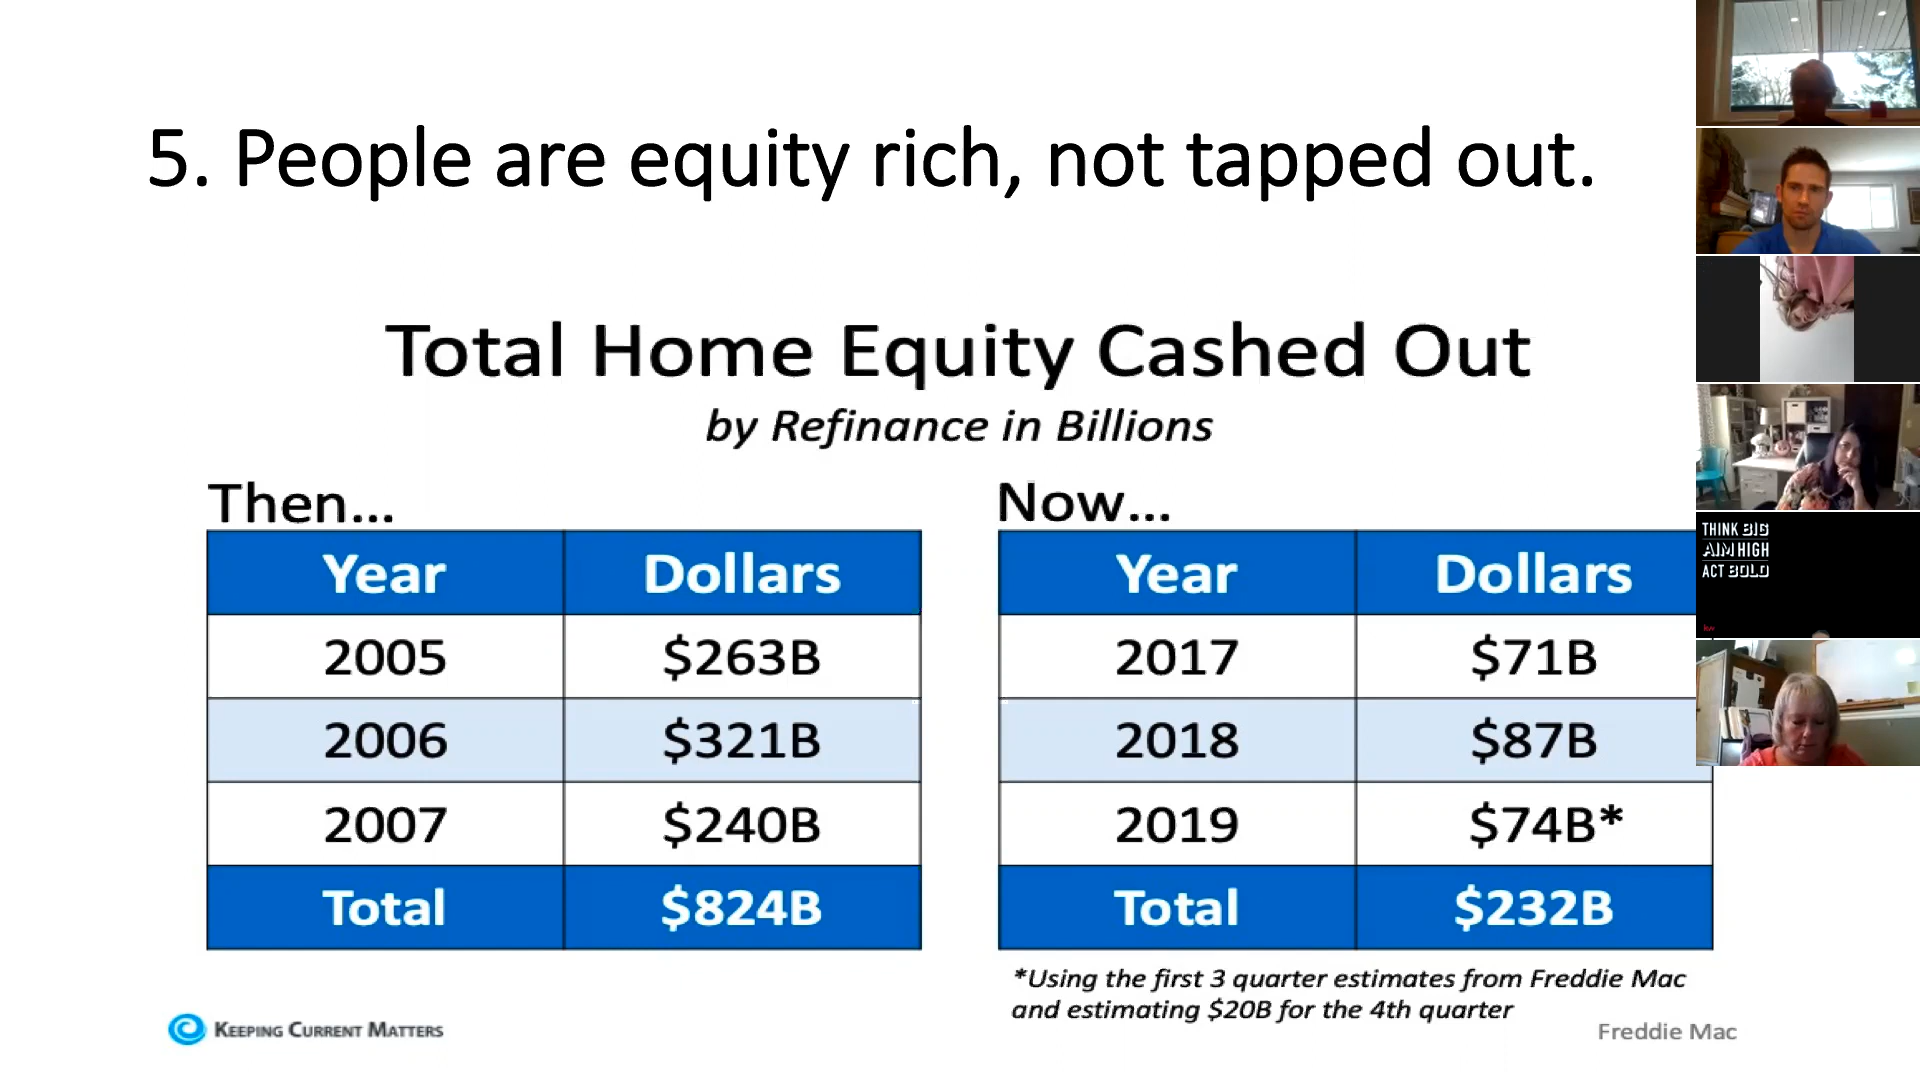 5. People are equity rich, not tapped out.
Total Home Equity Cashed Out
by Refinance in Billions
Then...
Year Dollars
2005 $263B
2006 $321B
2007 $240B
Total $824B
Now...
Year Dollars
2017 $71B
2018 $87B
2019 $74B*
Total $232B
*Using the first 3 quarter estimates from Freddie Mac
and estimating $20B for the 4th quarter
KEEPING CURRENT MATTERS
Freddie Mac
THINK BIG
AIM HIGH
ACT BOLD
kw